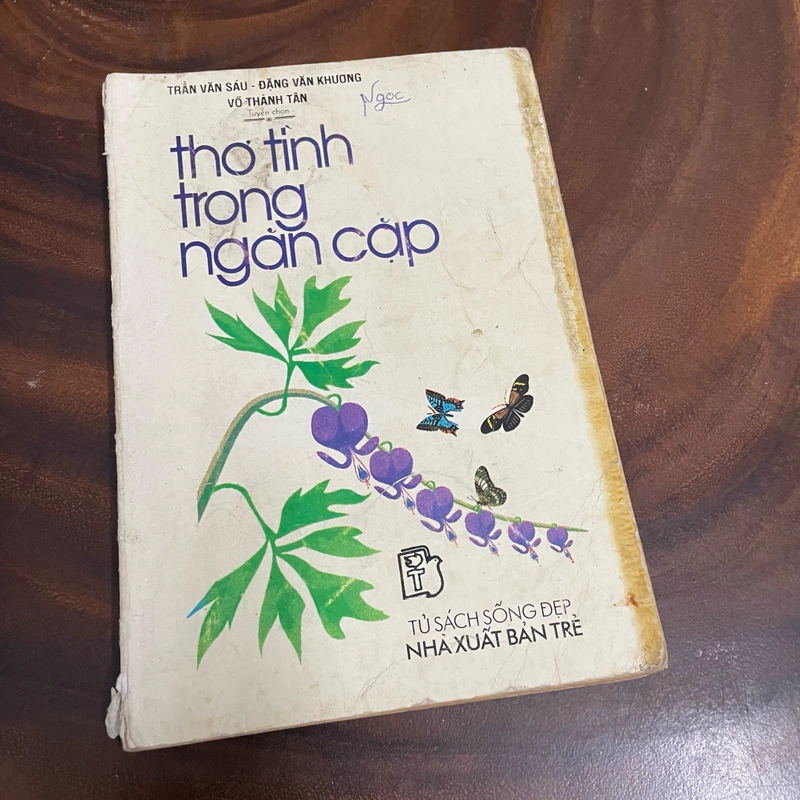 TRẦN VĂN SÁU - ĐẶNG VĂN KHƯƠNG
VÕ THÀNH TÂN
Tuyển chọn
Ngọc
thơ tình
trong
ngăn cặp
T
TỦ SÁCH SỐNG ĐẸP
NHÀ XUẤT BẢN TRẺ